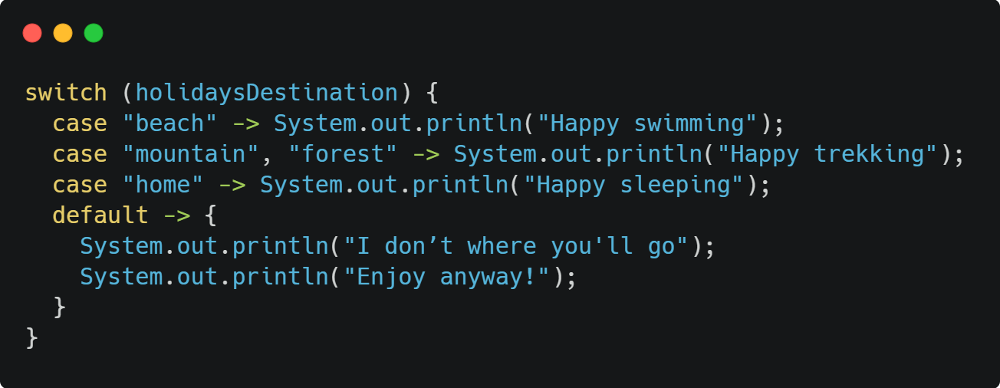 switch (holidaysDestination) {
  case "beach" -> System.out.println("Happy swimming");
  case "mountain", "forest" -> System.out.println("Happy trekking");
  case "home" -> System.out.println("Happy sleeping");
  default -> {
    System.out.println("I don’t where you'll go");
    System.out.println("Enjoy anyway!");
  }
}